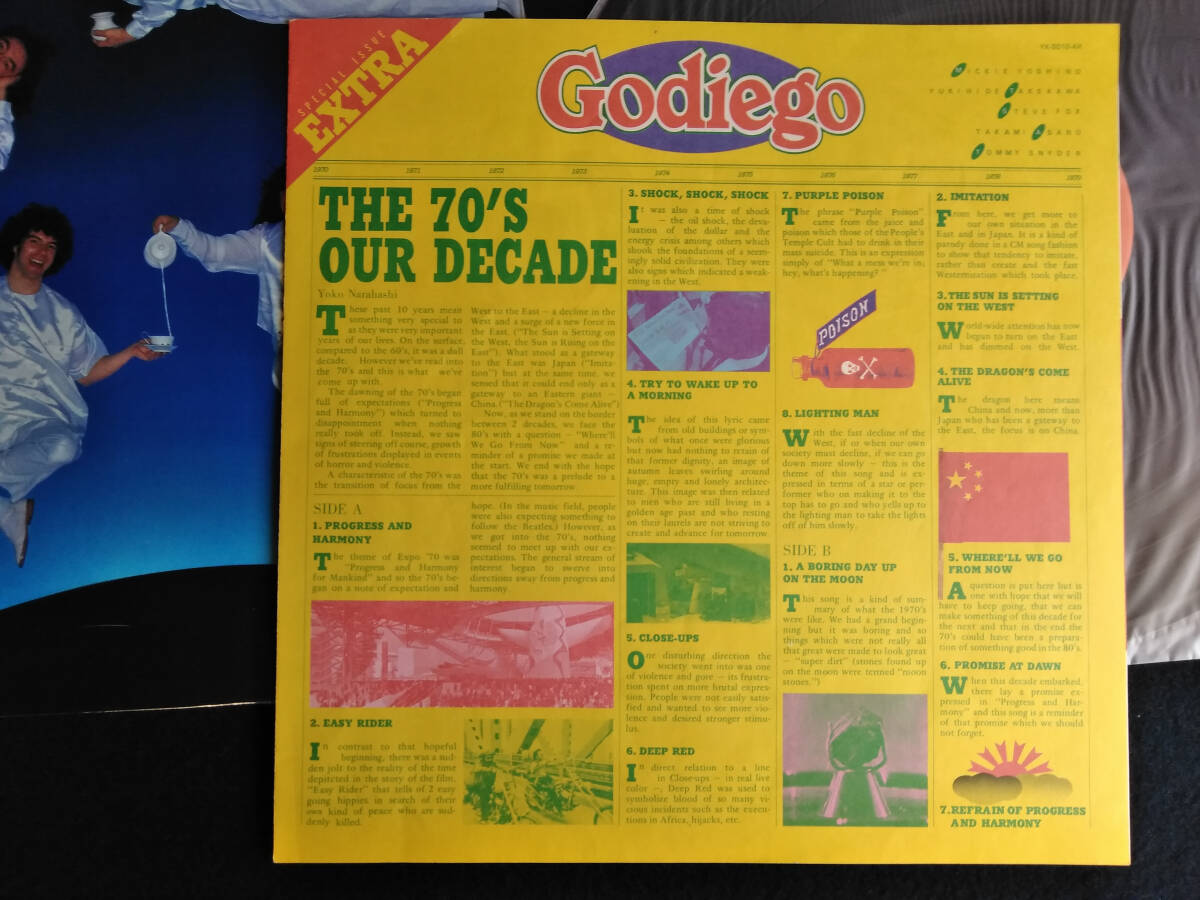 SPECIAL ISSUE
EXTRA
Godiego
YX-5010-AX
MICKIE YOSHINO
YUKIHIDE TAKEKAWA
STEVE FOX
TAKAMI ASANO
TOMMY SNYDER
1970 1971 1972 1973 1974 1975 1976 1977 1978 1979
THE 70'S
OUR DECADE
Yoko Narahashi
These past 10 years mean
something very special to
us as they were very important
years of our lives. On the surface,
compared to the 60's, it was a dull
decade. However we've read into
the 70's and this is what we've
come up with.
The dawning of the 70's began
full of expectations ("Progress
and Harmony") which turned to
disappointment when nothing
really took off. Instead, we saw
signs of steering off course, growth
of frustrations displayed in events
of horror and violence.
A characteristic of the 70's was
the transition of focus from the
West to the East — a decline in the
West and a surge of a new force in
the East. ("The Sun is Setting on
the West, the Sun is Rising on the
East"): What stood as a gateway
to the East was Japan ("Imita-
tion") but at the same time, we
sensed that it could end only as a
gateway to an Eastern giant —
China. ("The Dragon's Come Alive")
Now, as we stand on the border
between 2 decades, we face the
80's with a question — "Where'll
We Go From Now" and a re-
minder of a promise we made at
the start. We end with the hope
that the 70's was a prelude to a
more fulfilling tomorrow.
SIDE A
1. PROGRESS AND
HARMONY
The theme of Expo '70 was
"Progress and Harmony
for Mankind" and so the 70's be-
gan on a note of expectation and
hope. (In the music field, people
were also expecting something to
follow the Beatles.) However, as
we got into the 70's, nothing
seemed to meet up with our ex-
pectations. The general stream of
interest began to swerve into
directions away from progress and
harmony.
2. EASY RIDER
In contrast to that hopeful
beginning, there was a sud-
den jolt to the reality of the time
depitcted in the story of the film,
"Easy Rider" that tells of 2 easy
going hippies in search of their
own kind of peace who are sud-
denly killed.
3. SHOCK, SHOCK, SHOCK
It was also a time of shock
— the oil shock, the deva-
luation of the dollar and the
energy crisis among others which
shook the foundations of a seem-
ingly solid civilization. They were
also signs which indicated a weak-
ening in the West.
4. TRY TO WAKE UP TO
A MORNING
The idea of this lyric came
from old buildings or sym-
bols of what once were glorious
but now had nothing to retain of
that former dignity, an image of
autumn leaves swirling around
huge, empty and lonely architec-
ture. This image was then related
to men who are still living in a
golden age past and who resting
on their laurels are not striving to
create and advance for tomorrow.
5. CLOSE-UPS
One disturbing direction the
society went into was one
of violence and gore — its frustra-
tion spent on more brutal expres-
sion. People were not easily satis-
fied and wanted to see more vio-
lence and desired stronger stimu-
lus.
6. DEEP RED
In direct relation to a line
in Close-ups — in real live
color —, Deep Red was used to
symbolize blood of so many vi-
cious incidents such as the execu-
tions in Africa, hijacks, etc.
7. PURPLE POISON
The phrase "Purple Poison"
came from the juice and
poison which those of the People's
Temple Cult had to drink in their
mass suicide. This is an expression
simply of "What a mess we're in;
hey, what's happening?"
POISON
8. LIGHTING MAN
With the fast decline of the
West, if or when our own
society must decline, if we can go
down more slowly — this is the
theme of this song and is ex-
pressed in terms of a star or per-
former who on making it to the
top has to go and who yells up to
the lighting man to take the lights
off of him slowly.
SIDE B
1. A BORING DAY UP
ON THE MOON
This song is a kind of sum-
mary of what the 1970's
were like. We had a grand begin-
ning but it was boring and so
things which were not really all
that great were made to look great
— "super dirt" (stones found up
on the moon were termed "moon
stones.")
2. IMITATION
From here, we get more to
our own situation in the
East and in Japan. It is a kind of
parody done in a CM song fashion
to show that tendency to imitate,
rather than create and the fast
Westernization which took place.
3. THE SUN IS SETTING
ON THE WEST
World-wide attention has now
begun to turn on the East
and has dimmed on the West.
4. THE DRAGON'S COME
ALIVE
The dragon here means
China and now, more than
Japan who has been a gateway to
the East, the focus is on China.
5. WHERE'LL WE GO
FROM NOW
A question is put here but is
one with hope that we will
have to keep going, that we can
make something of this decade for
the next and that in the end the
70's could have been a prepara-
tion of something good in the 80's.
6. PROMISE AT DAWN
When this decade embarked,
there lay a promise ex-
pressed in "Progress and Har-
mony" and this song is a reminder
of that promise which we should
not forget.
7. REFRAIN OF PROGRESS
AND HARMONY